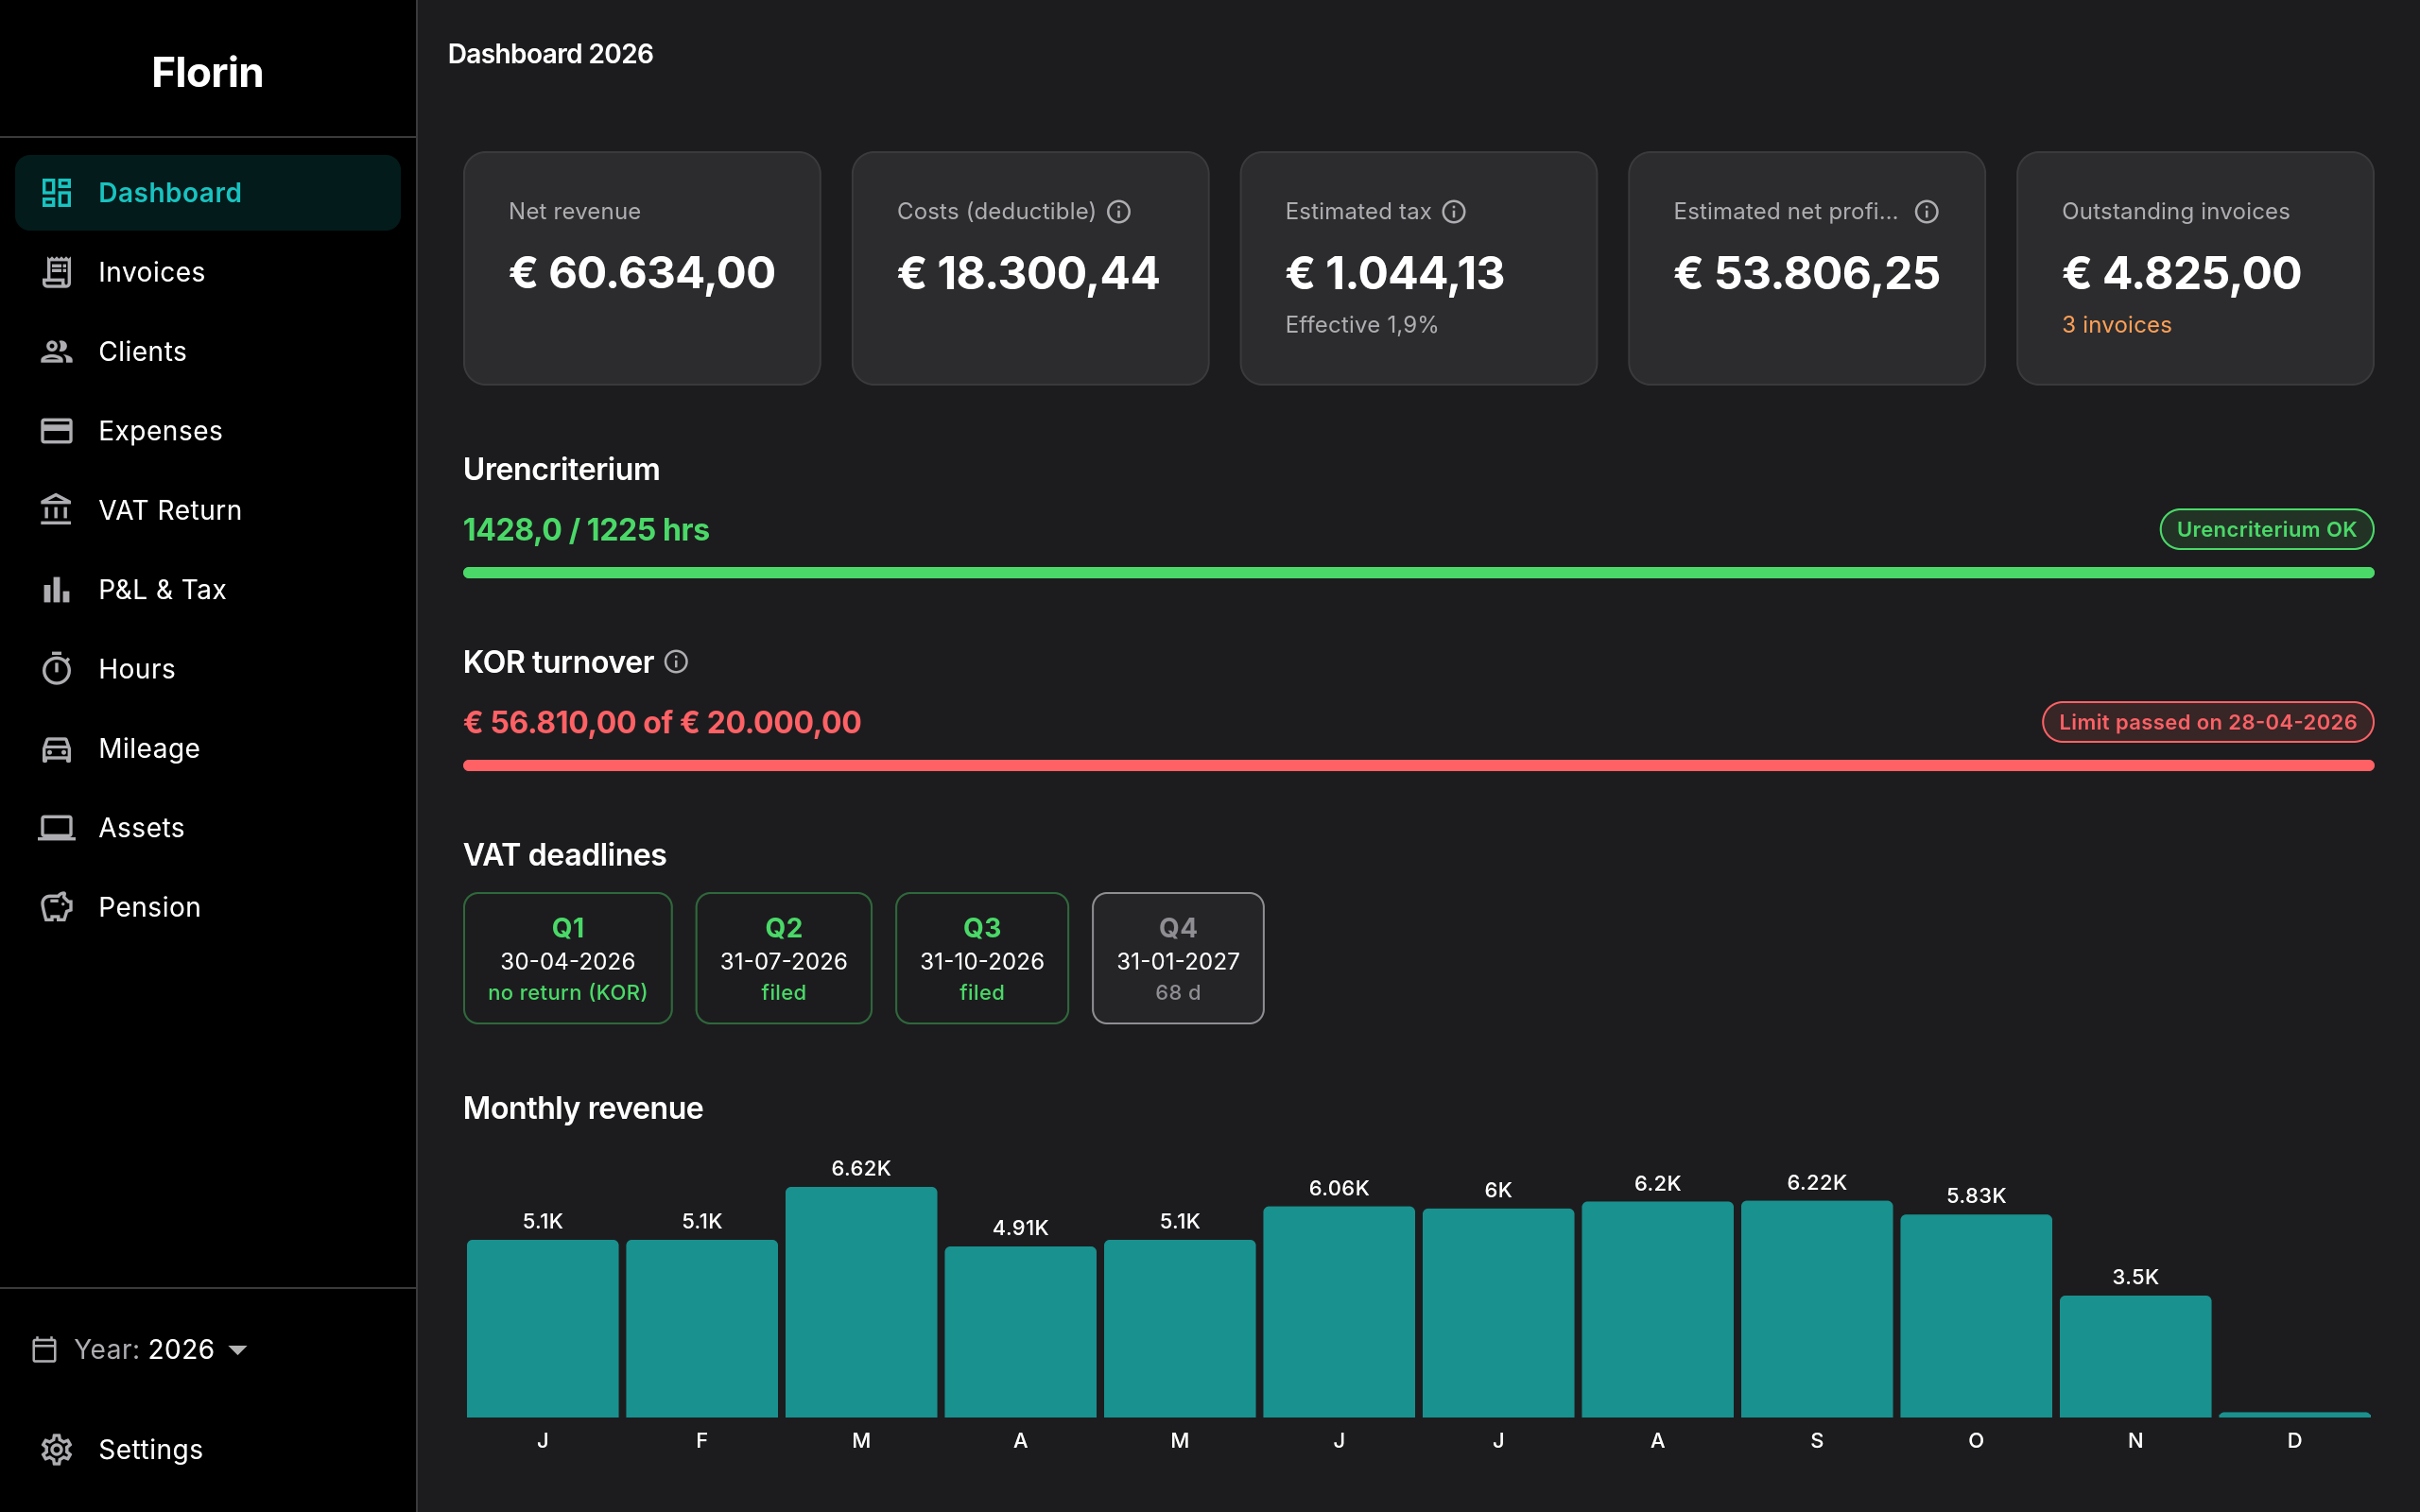 Florin
Dashboard
Invoices
Clients
Expenses
VAT Return
P&L & Tax
Hours
Mileage
Assets
Pension
Year: 2026
Settings
Dashboard 2026
Net revenue
€ 60.634,00
Costs (deductible)
€ 18.300,44
Estimated tax
€ 1.044,13
Effective 1,9%
Estimated net profi...
€ 53.806,25
Outstanding invoices
€ 4.825,00
3 invoices
Urencriterium
1428,0 / 1225 hrs
Urencriterium OK
KOR turnover
€ 56.810,00 of € 20.000,00
Limit passed on 28-04-2026
VAT deadlines
Q1
30-04-2026
no return (KOR)
Q2
31-07-2026
filed
Q3
31-10-2026
filed
Q4
31-01-2027
68 d
Monthly revenue
5.1K
5.1K
6.62K
4.91K
5.1K
6.06K
6K
6.2K
6.22K
5.83K
3.5K
J F M A M J J A S O N D